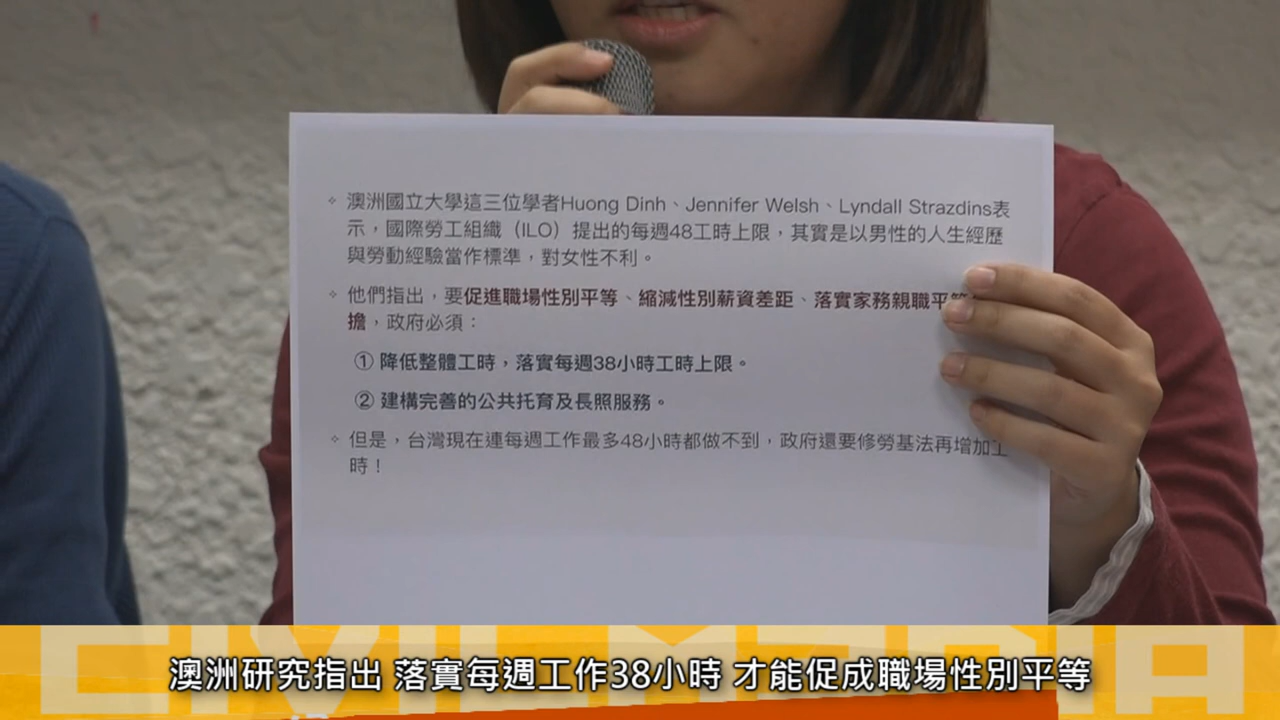 澳洲國立大學這三位學者Huong Dinh、Jennifer Welsh、Lyndall Strazdins表
示，國際勞工組織（ILO）提出的每週48工時上限，其實是以男性的人生經歷
與勞動經驗當作標準，對女性不利。
他們指出，要促進職場性別平等、縮減性別薪資差距、落實家務親職平等
擔，政府必須：
① 降低整體工時，落實每週38小時工時上限。
② 建構完善的公共托育及長照服務。
但是，台灣現在連每週工作最多48小時都做不到，政府還要修勞基法再增加工
時！
CIVILMEDIA
澳洲研究指出 落實每週工作38小時 才能促成職場性別平等